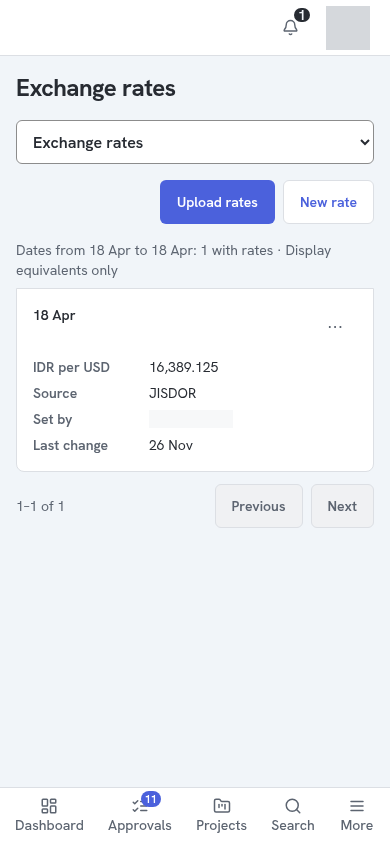 1
Exchange rates
Exchange rates
Upload rates
New rate
Dates from 18 Apr to 18 Apr: 1 with rates · Display
equivalents only
18 Apr
...
IDR per USD 16,389.125
Source JISDOR
Set by
Last change 26 Nov
1–1 of 1
Previous
Next
11
Dashboard
Approvals
Projects
Search
More